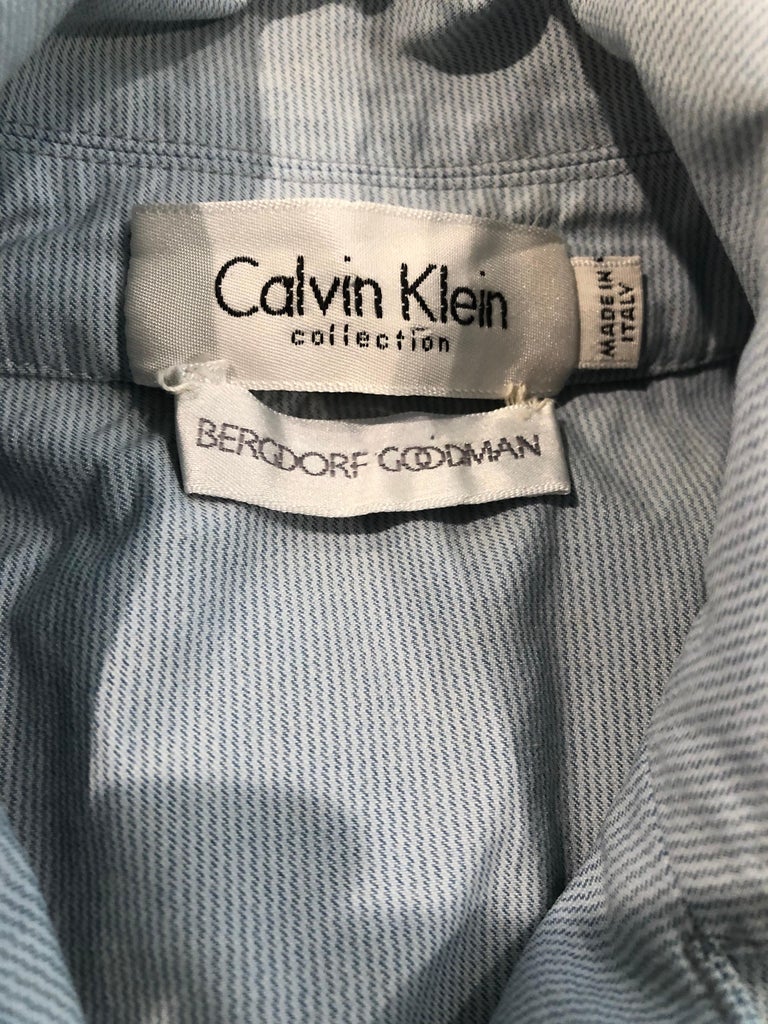 Calvin Klein
collection
MADE IN
ITALY
BERGDORF GOODMAN